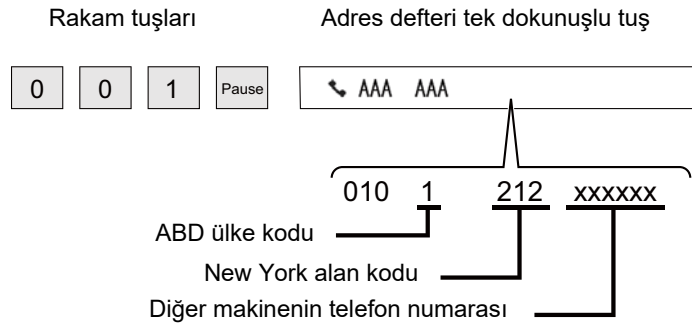 Rakam tuşları Adres defteri tek dokunuşlu tuş
0 0 1 Pause AAA AAA
010 1 212 xxxxxx
ABD ülke kodu
New York alan kodu
Diğer makinenin telefon numarası